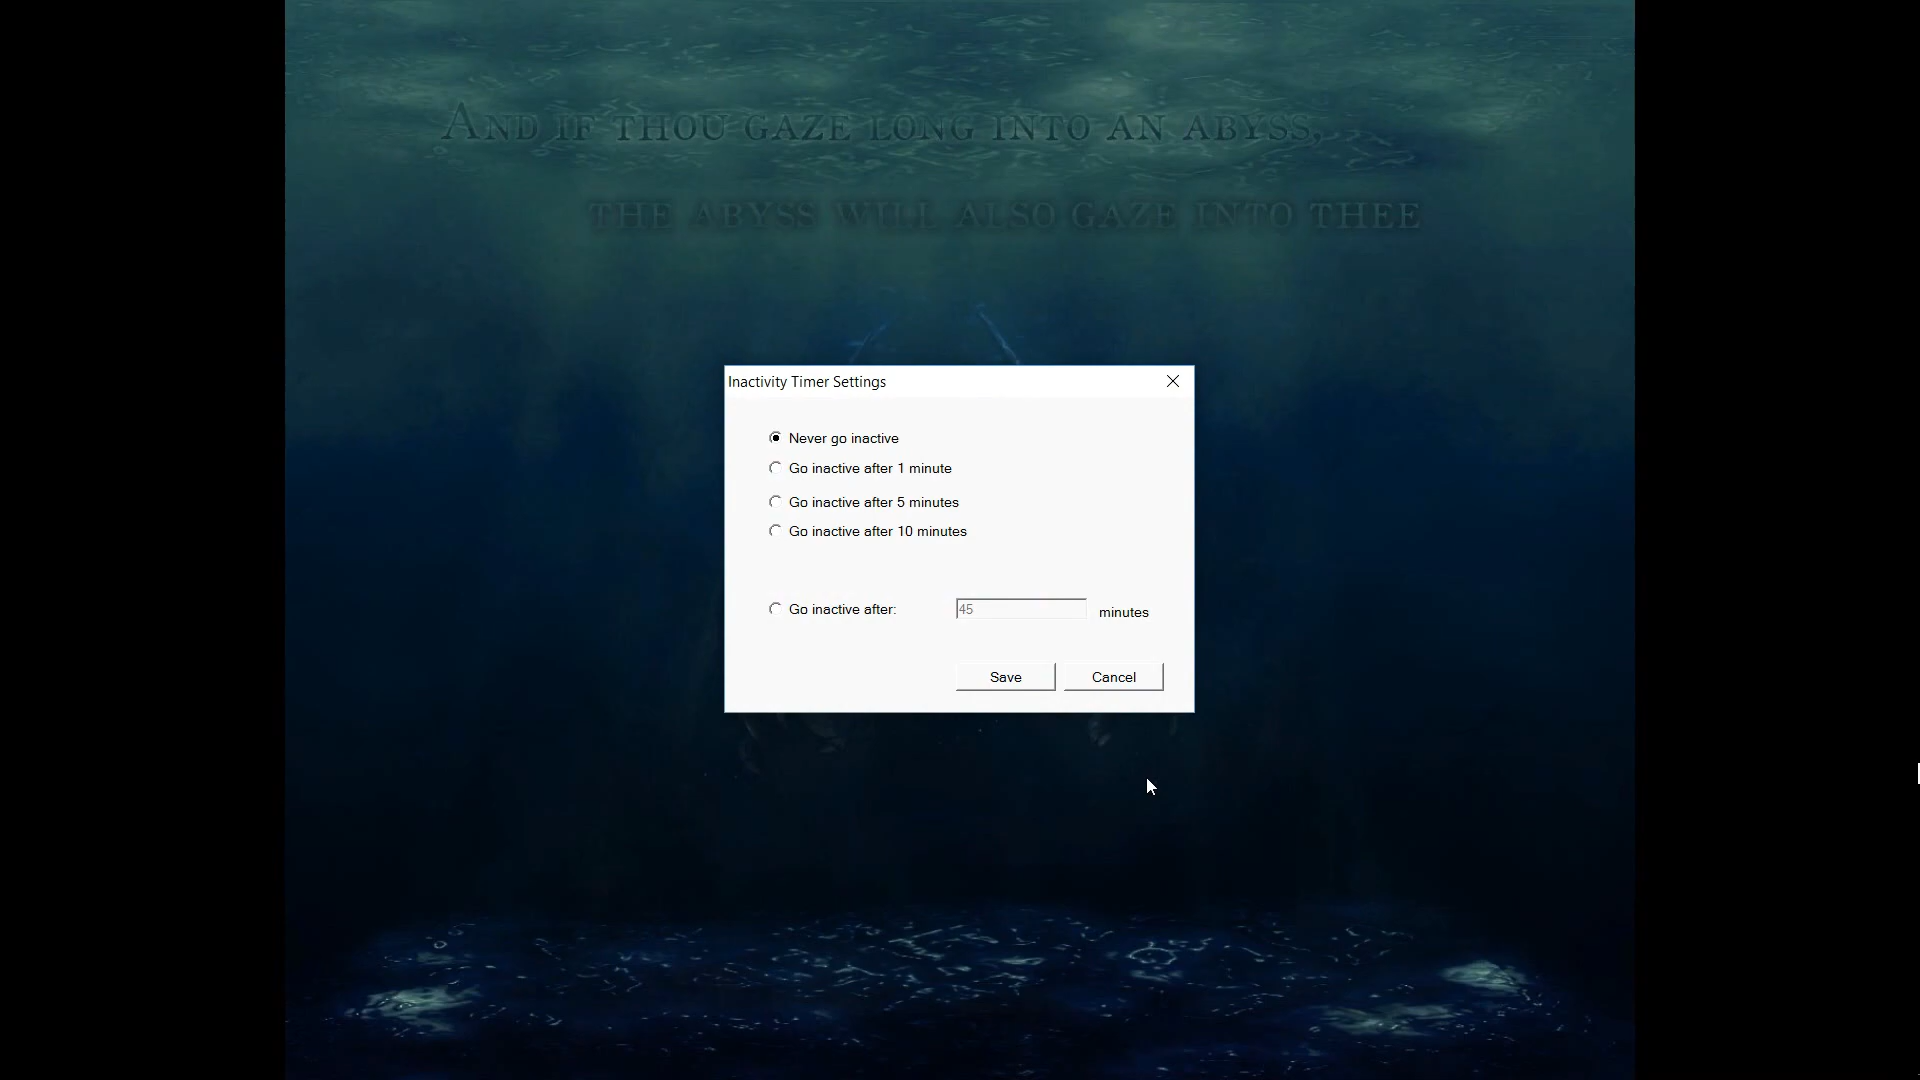 AND IF THOU GAZE LONG INTO AN ABYSS,
THE ABYSS WILL ALSO GAZE INTO THEE
Inactivity Timer Settings
Never go inactive
Go inactive after 1 minute
Go inactive after 5 minutes
Go inactive after 10 minutes
Go inactive after: 45 minutes
Save Cancel